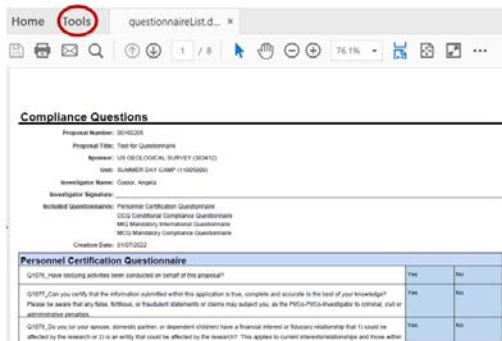 Home Tools questionnaireList.d... ×
1 / 8 76.1%
Compliance Questions
Proposal Number: 00160205
Proposal Title: Test for Questionnaire
Sponsor: US GEOLOGICAL SURVEY (303412)
Unit: SUMMER DAY CAMP (11005000)
Investigator Name: Gastor, Angela
Investigator Signature:
Included Questionnaires: Personnel Certification Questionnaire
CCQ Conditional Compliance Questionnaire
MIQ Mandatory International Questionnaire
MCQ Mandatory Compliance Questionnaire
Creation Date: 01/07/2022
Personnel Certification Questionnaire
Q1076_Have lobbying activities been conducted on behalf of this proposal? Yes No
Q1077_Can you certify that the information submitted within this application is true, complete and accurate to the best of your knowledge? Yes No
Please be aware that any false, fictitious, or fraudulent statements or claims may subject you, as the PI/Co-PI/Co-Investigator to criminal, civil or
administrative penalties.
Q1078_Do you (or your spouse, domestic partner, or dependent children) have a financial interest or fiduciary relationship that 1) could be Yes No
affected by the research or 2) is an entity that could be affected by the research? This applies to current interests/relationships and those within